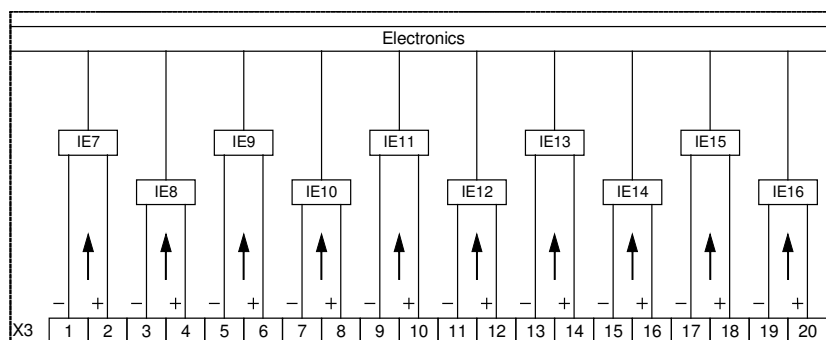 Electronics
IE7 IE9 IE11 IE13 IE15
IE8 IE10 IE12 IE14 IE16
− + − + − + − + − + − + − + − + − + − +
X3 1 2 3 4 5 6 7 8 9 10 11 12 13 14 15 16 17 18 19 20